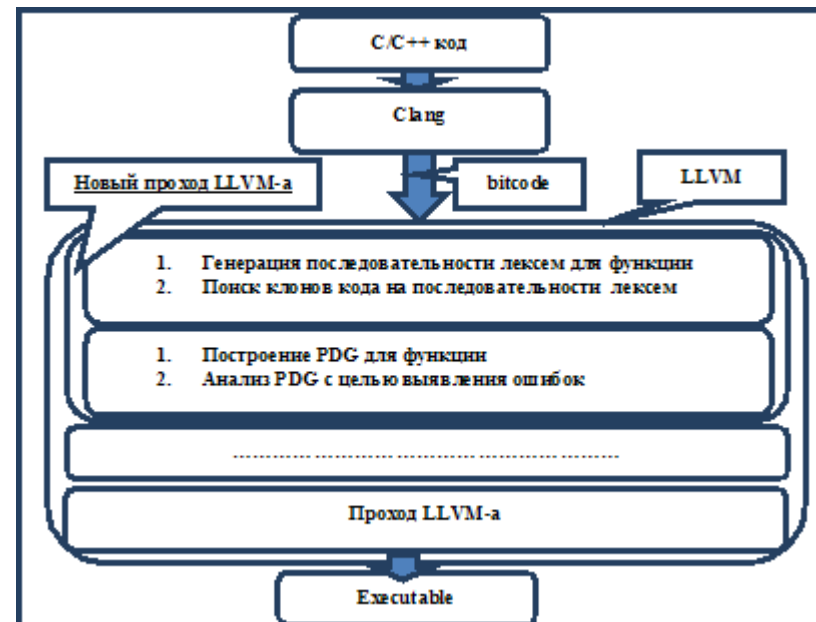 C/C++ код
Clang
Новый проход LLVM-а
bitcode
LLVM
1. Генерация последовательности лексем для функции
2. Поиск клонов кода на последовательности лексем
1. Построение PDG для функции
2. Анализ PDG с целью выявления ошибок
……………………………………………………
Проход LLVM-а
Executable